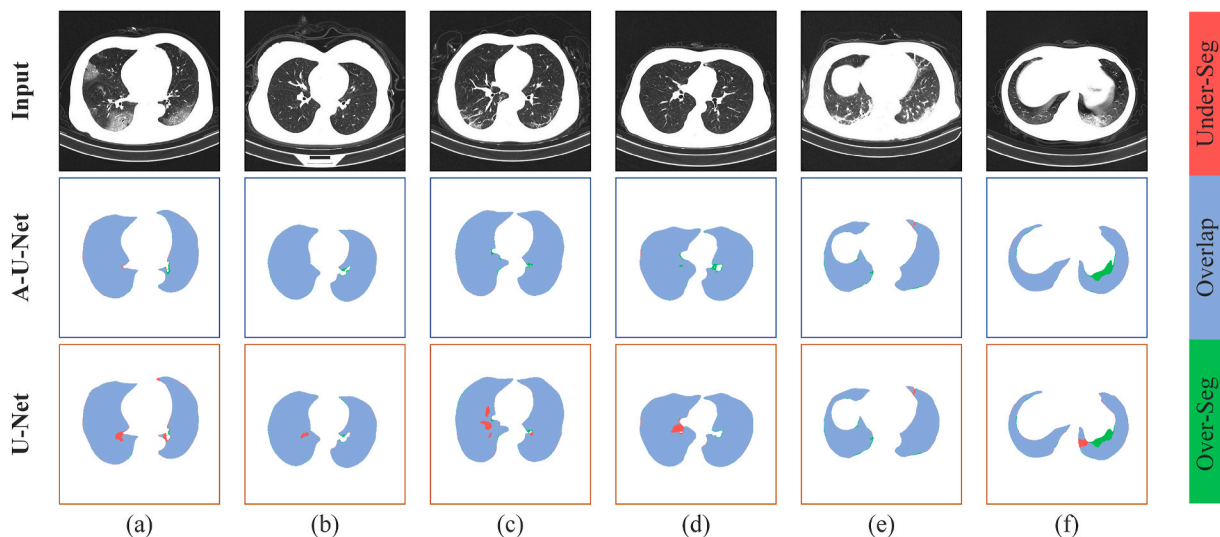 Input
Under-Seg
A-U-Net
Overlap
U-Net
Over-Seg
(a) (b) (c) (d) (e) (f)